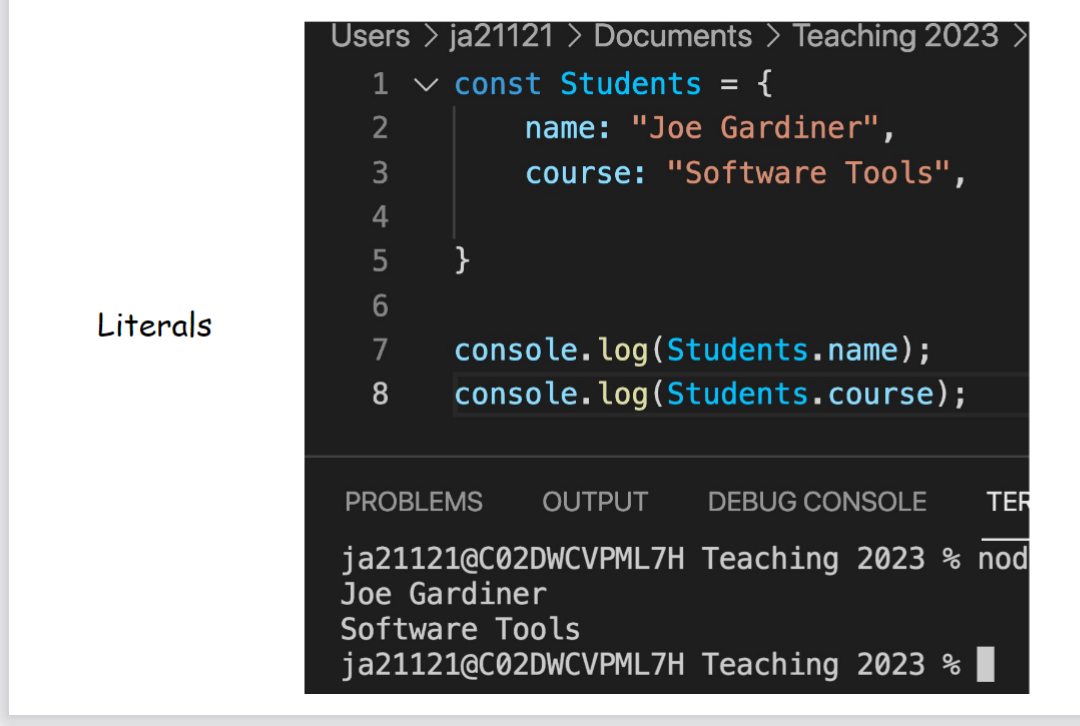 Literals
Users > ja21121 > Documents > Teaching 2023 >
1 const Students = {
2     name: "Joe Gardiner",
3     course: "Software Tools",
4
5 }
6
7 console.log(Students.name);
8 console.log(Students.course);
PROBLEMS OUTPUT DEBUG CONSOLE TER
ja21121@C02DWCVPML7H Teaching 2023 % nod
Joe Gardiner
Software Tools
ja21121@C02DWCVPML7H Teaching 2023 %